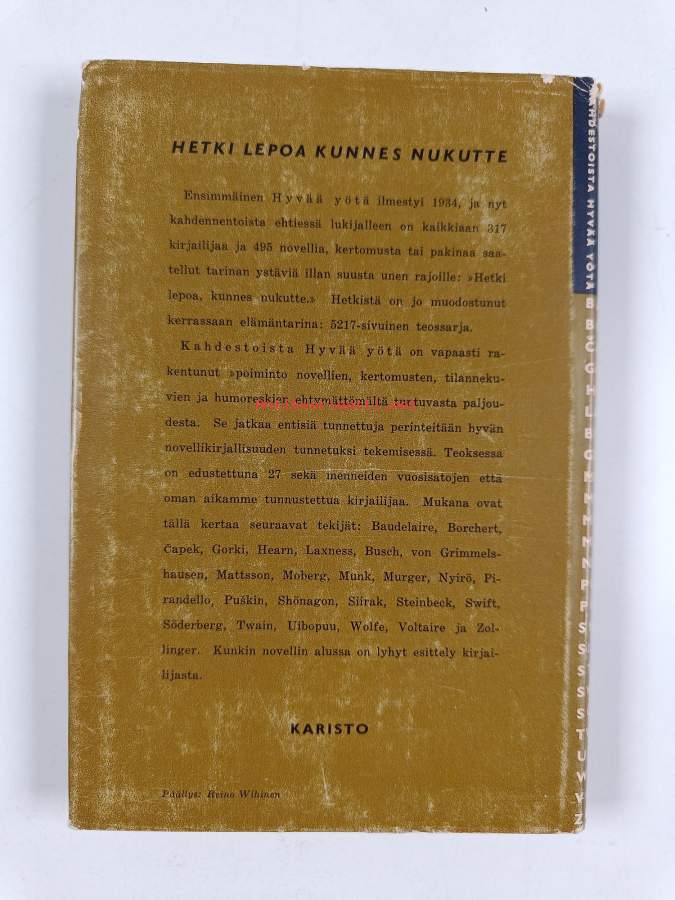 HETKI LEPOA KUNNES NUKUTTE
Ensimmäinen Hyvää yötä ilmestyi 1934, ja nyt
kahdennentoista ehtiessä lukijalleen on kaikkiaan 317
kirjailijaa ja 495 novellia, kertomusta tai pakinaa saa-
tellut tarinan ystäviä illan suusta unen rajoille: »Hetki
lepoa, kunnes nukutte.» Hetkistä on jo muodostunut
kerrassaan elämäntarina: 5217-sivuinen teossarja.
Kahdestoista Hyvää yötä on vapaasti ra-
kentunut »poiminto novellien, kertomusten, tilanneku-
vien ja humoreskien ehtymättömältä tuttuvasta paljou-
desta. Se jatkaa entisiä tunnettuja perinteitään hyvän
novellikirjallisuuden tunnetuksi tekemisessä. Teoksessa
on edustettuna 27 sekä menneiden vuosisatojen että
oman aikamme tunnustettua kirjailijaa. Mukana ovat
tällä kertaa seuraavat tekijät: Baudelaire, Borchert,
Čapek, Gorki, Hearn, Laxness, Busch, von Grimmels-
hausen, Mattsson, Moberg, Munk, Murger, Nyirö, Pi-
randello, Puškin, Shōnagon, Siirak, Steinbeck, Swift,
Söderberg, Twain, Uibopuu, Wolfe, Voltaire ja Zol-
linger. Kunkin novellin alussa on lyhyt esittely kirjai-
lijasta.
KARISTO
Päällys: Reino Wihinen
HDESTOISTA HYVÄÄ YÖTÄ